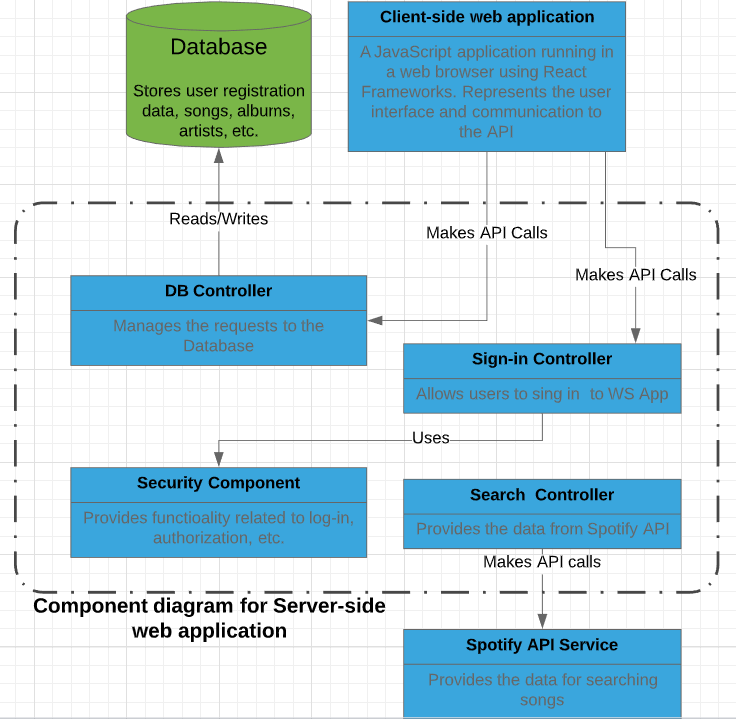 Database
Stores user registration
data, songs, albums,
artists, etc.
Client-side web application
A JavaScript application running in
a web browser using React
Frameworks. Represents the user
interface and communication to
the API
Reads/Writes
Makes API Calls
Makes API Calls
DB Controller
Manages the requests to the
Database
Sign-in Controller
Allows users to sing in  to WS App
Uses
Security Component
Provides functioality related to log-in,
authorization, etc.
Search  Controller
Provides the data from Spotify API
Makes API calls
Component diagram for Server-side
web application
Spotify API Service
Provides the data for searching
songs